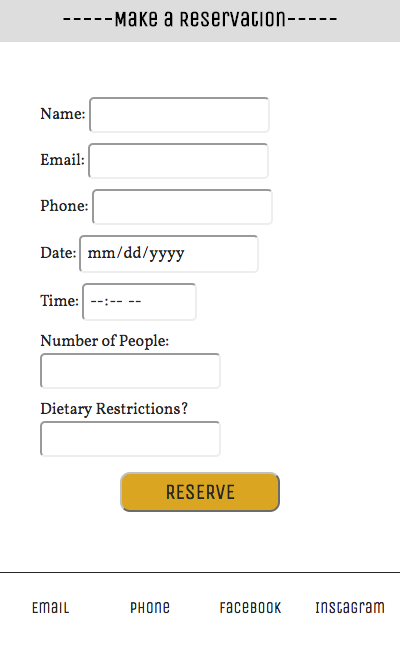 -----Make a Reservation-----
Name:
Email:
Phone:
Date: mm/dd/yyyy
Time: --:-- --
Number of People:
Dietary Restrictions?
RESERVE
Email Phone Facebook Instagram